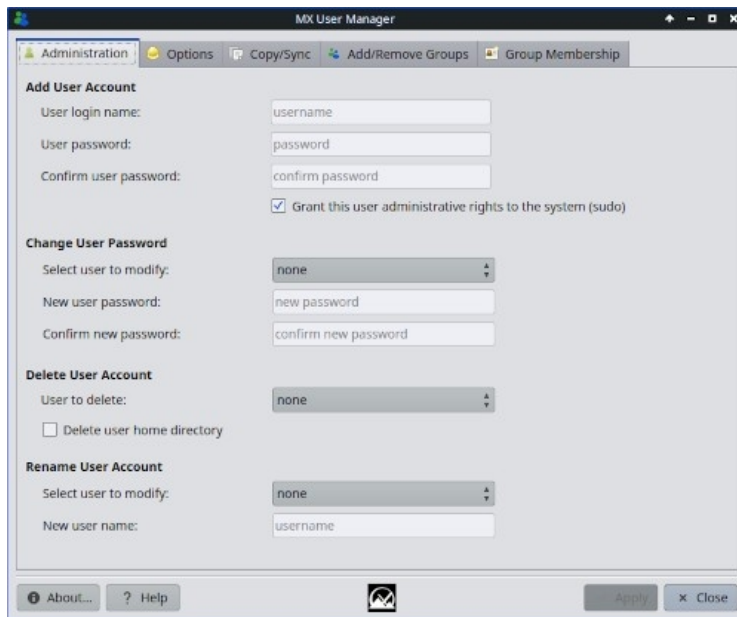 MX User Manager
Administration Options Copy/Sync Add/Remove Groups Group Membership
Add User Account
User login name: username
User password: password
Confirm user password: confirm password
Grant this user administrative rights to the system (sudo)
Change User Password
Select user to modify: none
New user password: new password
Confirm new password: confirm new password
Delete User Account
User to delete: none
Delete user home directory
Rename User Account
Select user to modify: none
New user name: username
About... ? Help Apply × Close